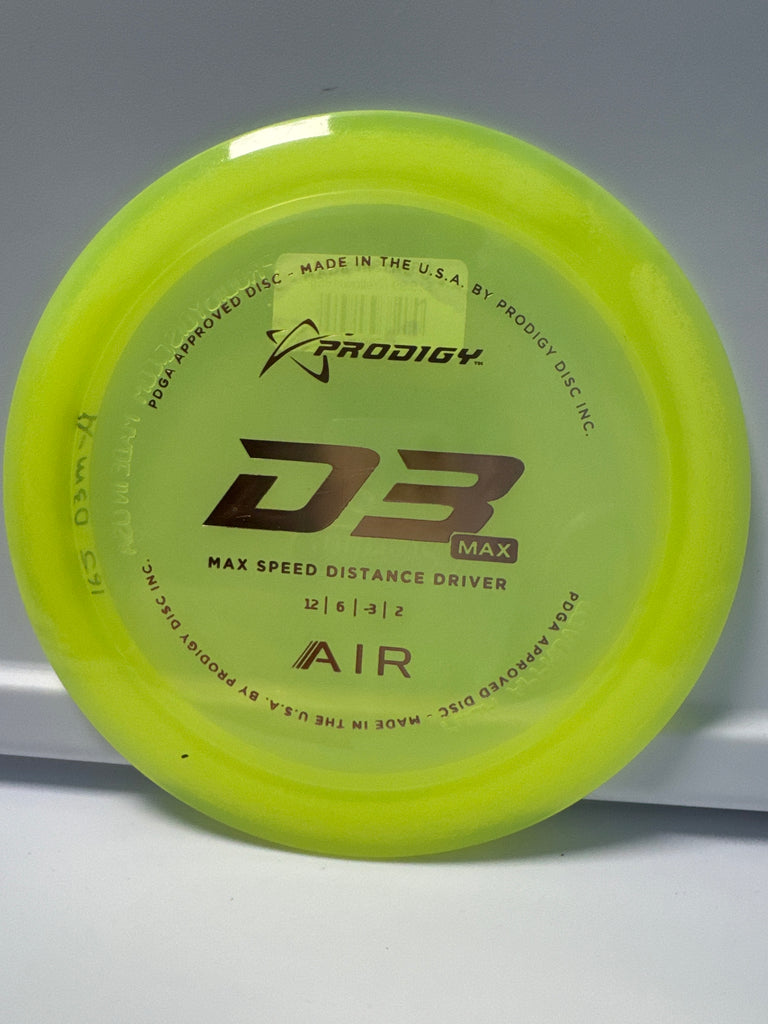 PDGA APPROVED DISC - MADE IN THE U.S.A. BY PRODIGY DISC INC.
PRODIGY™
D3
MAX
MAX SPEED DISTANCE DRIVER
12 | 6 | -3 | 2
AIR
PDGA APPROVED DISC - MADE IN THE U.S.A. BY PRODIGY DISC INC.